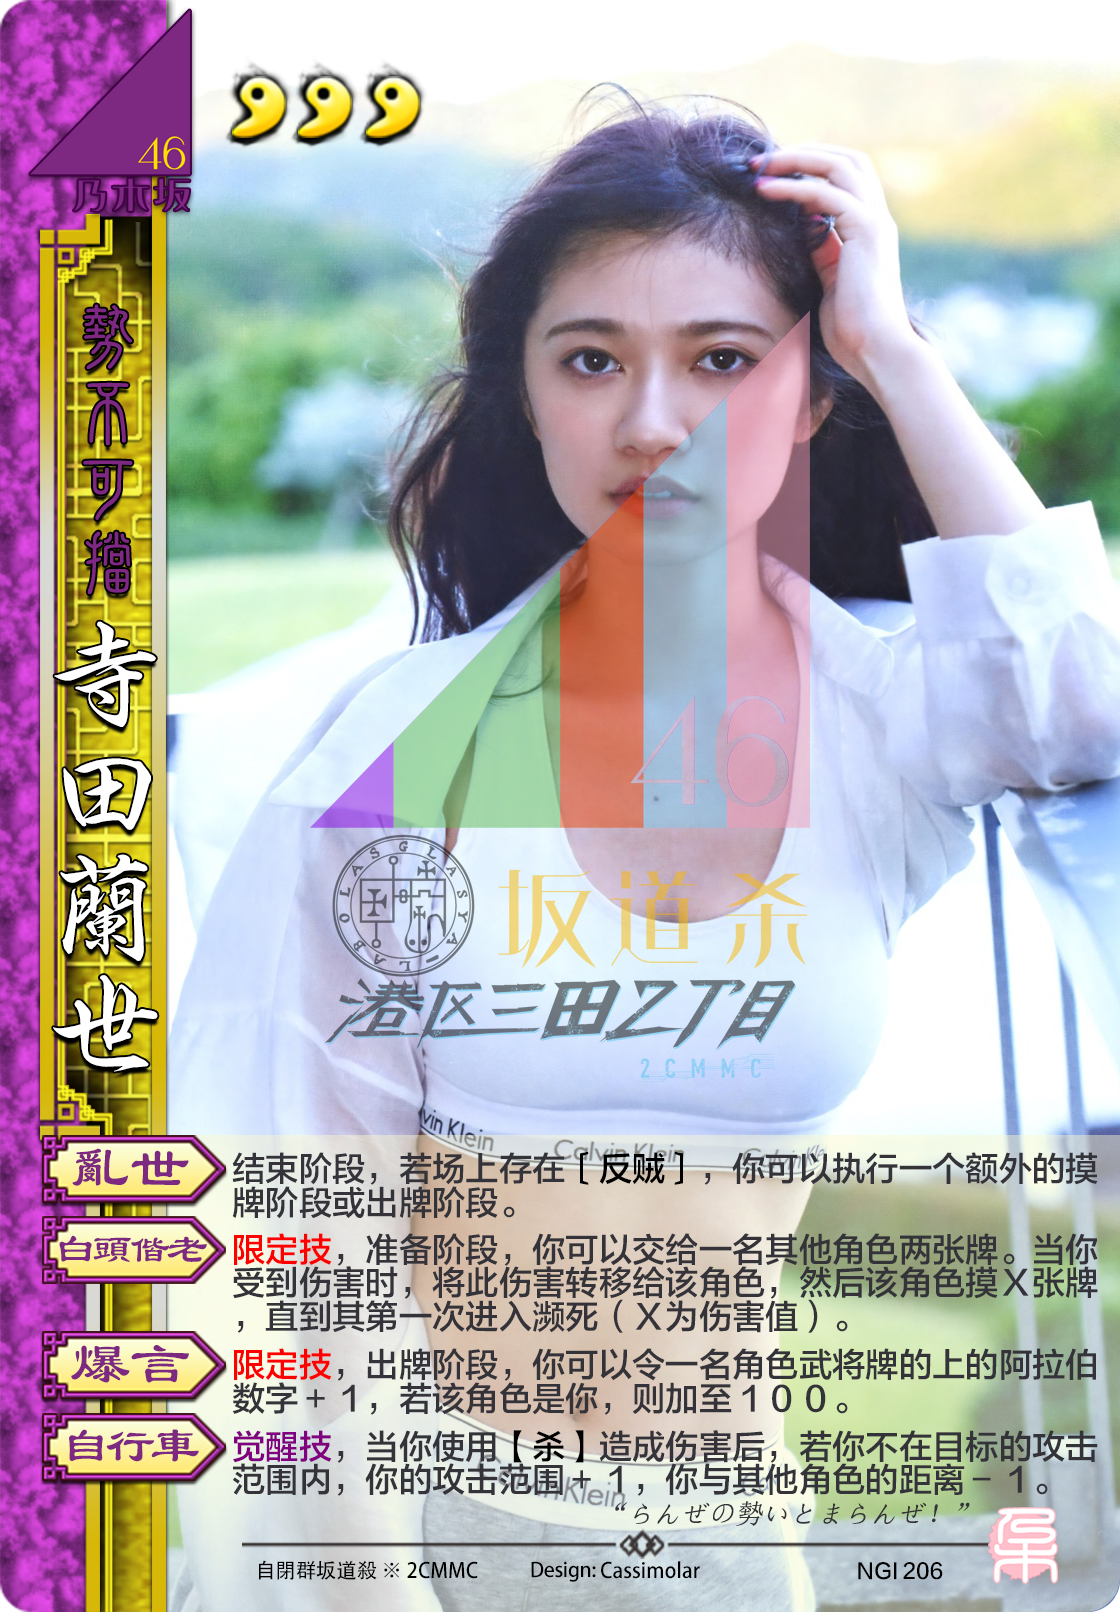 46
乃木坂
勢不可擋
寺田蘭世
46
GLASYA-LABOLAS
坂道杀
港区三田乙丁目
2CMMC
vin Klein
Calvin Klein
亂世
结束阶段，若场上存在［反贼］，你可以执行一个额外的摸
牌阶段或出牌阶段。
白頭偕老
限定技，准备阶段，你可以交给一名其他角色两张牌。当你
受到伤害时，将此伤害转移给该角色，然后该角色摸Ｘ张牌
，直到其第一次进入濒死（Ｘ为伤害值）。
爆言
限定技，出牌阶段，你可以令一名角色武将牌的上的阿拉伯
数字＋１，若该角色是你，则加至１００。
自行車
觉醒技，当你使用【杀】造成伤害后，若你不在目标的攻击
范围内，你的攻击范围＋１，你与其他角色的距离－１。
“らんぜの勢いとまらんぜ！”
自閉群坂道殺 ※ 2CMMC
Design: Cassimolar
NGI 206